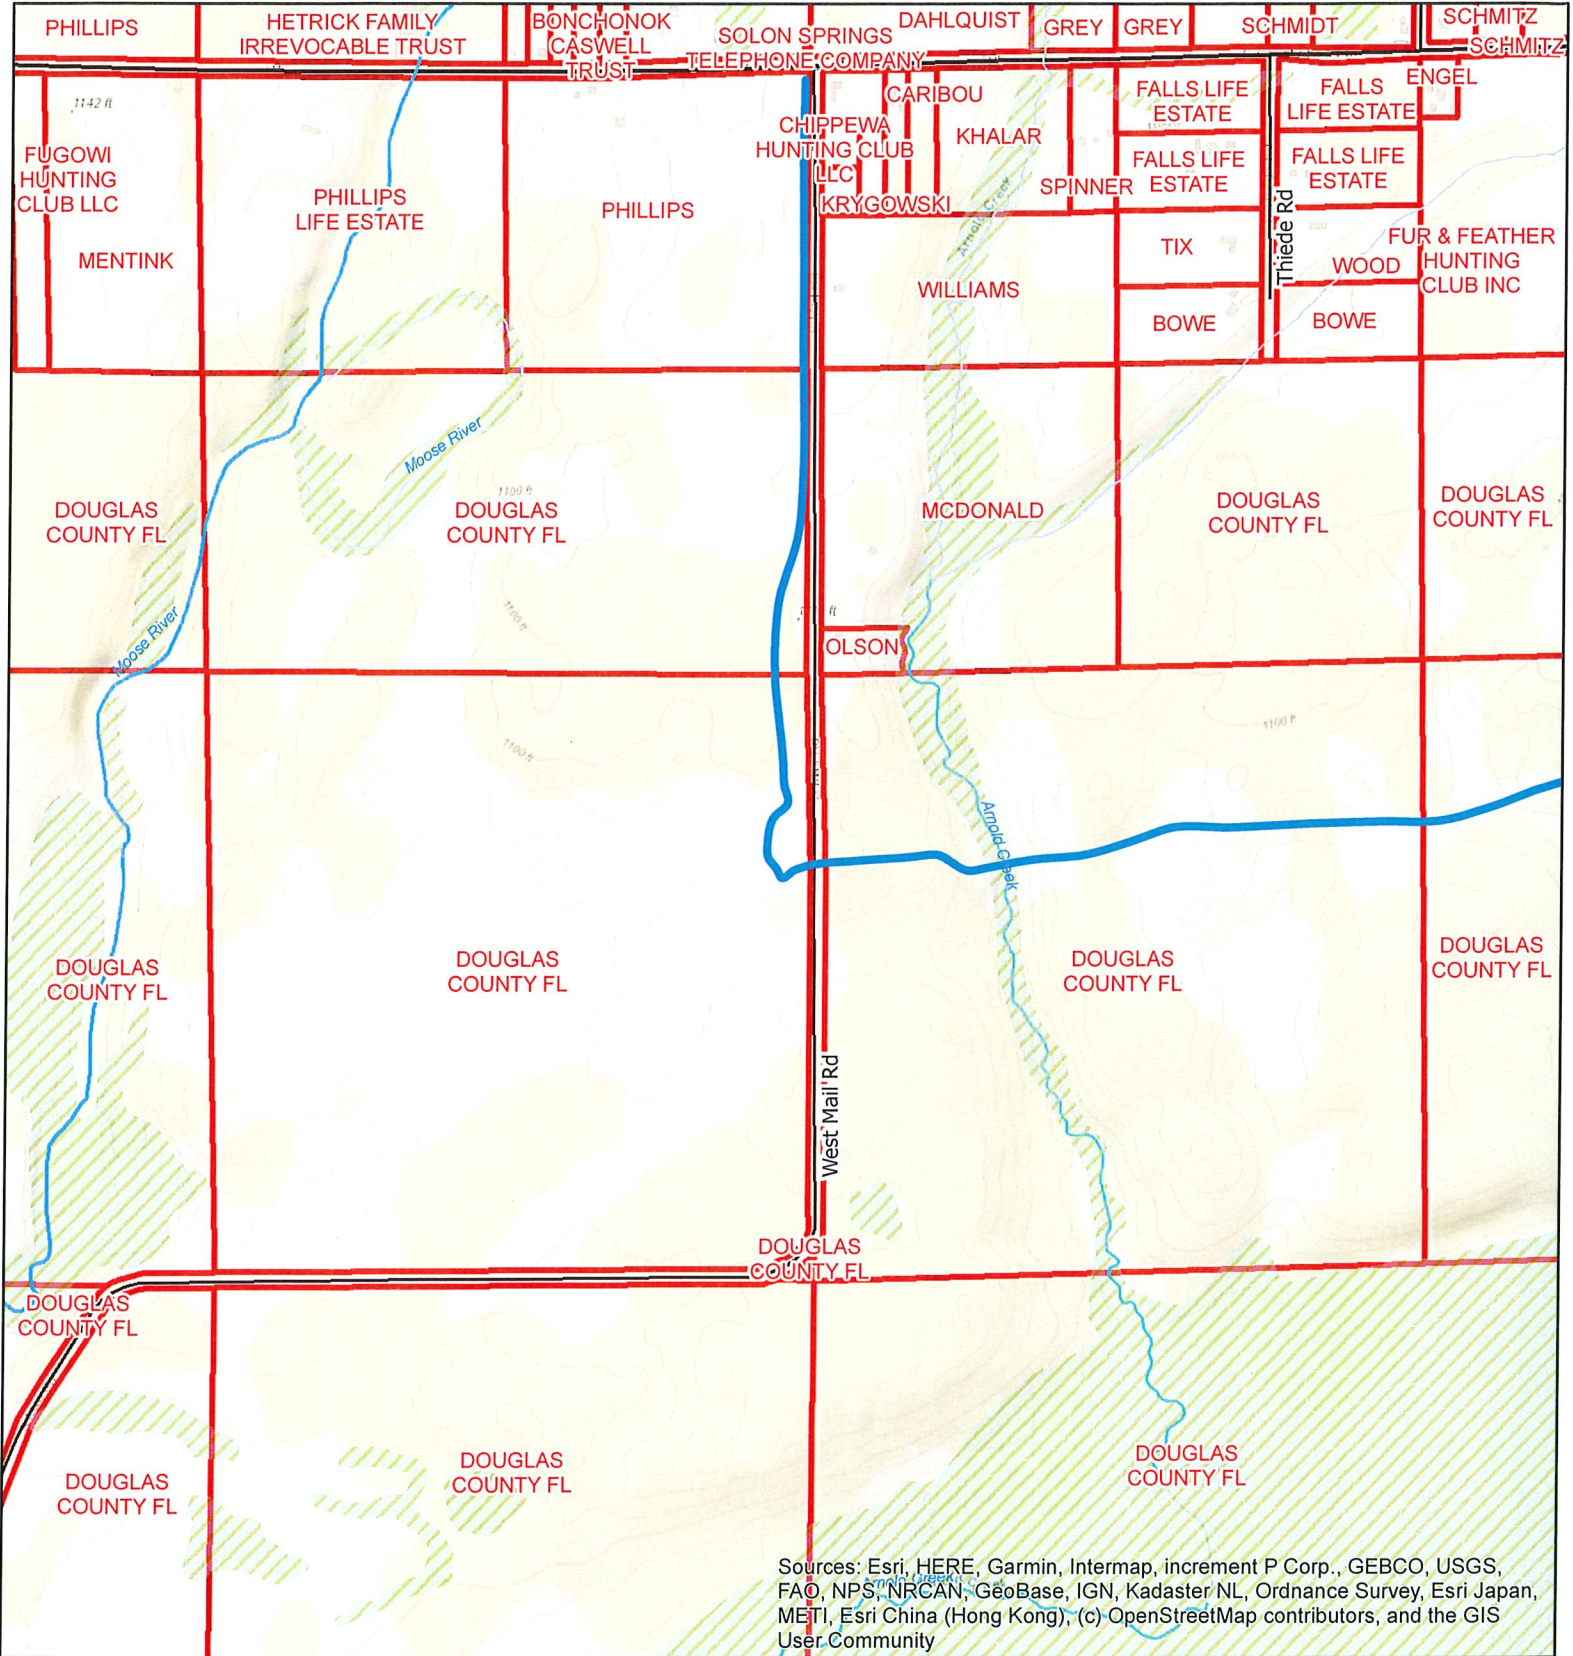 PHILLIPS
HETRICK FAMILY
IRREVOCABLE TRUST
BONCHONOK
CASWELL
TRUST
SOLON SPRINGS
TELEPHONE COMPANY
DAHLQUIST
GREY
GREY
SCHMIDT
SCHMITZ
SCHMITZ
1142 ft
FUGOWI
HUNTING
CLUB LLC
MENTINK
PHILLIPS
LIFE ESTATE
PHILLIPS
CHIPPEWA
HUNTING CLUB
LLC
CARIBOU
KHALAR
KRYGOWSKI
SPINNER
FALLS LIFE
ESTATE
FALLS
LIFE ESTATE
ENGEL
FALLS LIFE
ESTATE
FALLS LIFE
ESTATE
Thiede Rd
Arnold Creek
WILLIAMS
TIX
WOOD
FUR & FEATHER
HUNTING
CLUB INC
BOWE
BOWE
Moose River
1100 ft
DOUGLAS
COUNTY FL
DOUGLAS
COUNTY FL
MCDONALD
DOUGLAS
COUNTY FL
DOUGLAS
COUNTY FL
Moose River
1100 ft
ft
OLSON
1100 ft
1100 ft
Arnold Creek
DOUGLAS
COUNTY FL
DOUGLAS
COUNTY FL
DOUGLAS
COUNTY FL
DOUGLAS
COUNTY FL
West Mail Rd
DOUGLAS
COUNTY FL
DOUGLAS
COUNTY FL
DOUGLAS
COUNTY FL
DOUGLAS
COUNTY FL
DOUGLAS
COUNTY FL
Arnold Creek
Sources: Esri, HERE, Garmin, Intermap, increment P Corp., GEBCO, USGS,
FAO, NPS, NRCAN, GeoBase, IGN, Kadaster NL, Ordnance Survey, Esri Japan,
METI, Esri China (Hong Kong), (c) OpenStreetMap contributors, and the GIS
User Community